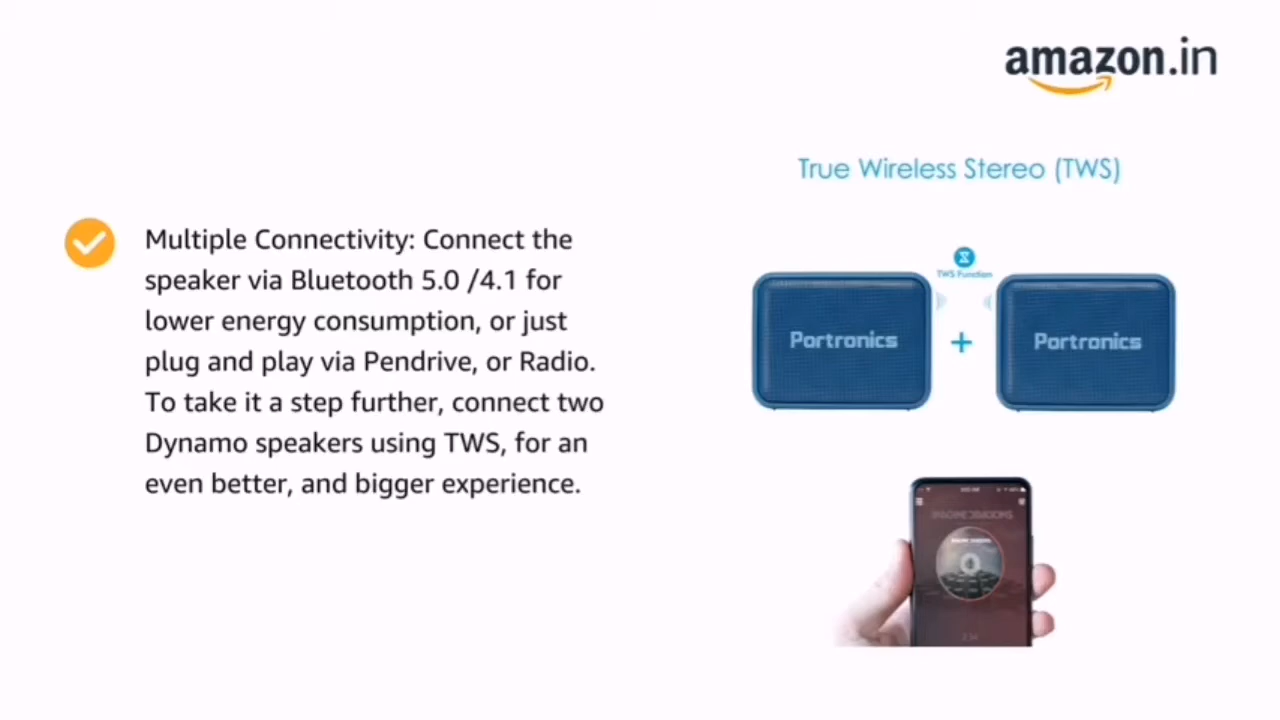 amazon.in
True Wireless Stereo (TWS)
Multiple Connectivity: Connect the
speaker via Bluetooth 5.0 /4.1 for
lower energy consumption, or just
plug and play via Pendrive, or Radio.
To take it a step further, connect two
Dynamo speakers using TWS, for an
even better, and bigger experience.
TWS Function
Portronics
+
Portronics